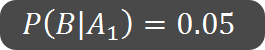 P(B|A₁) = 0.05